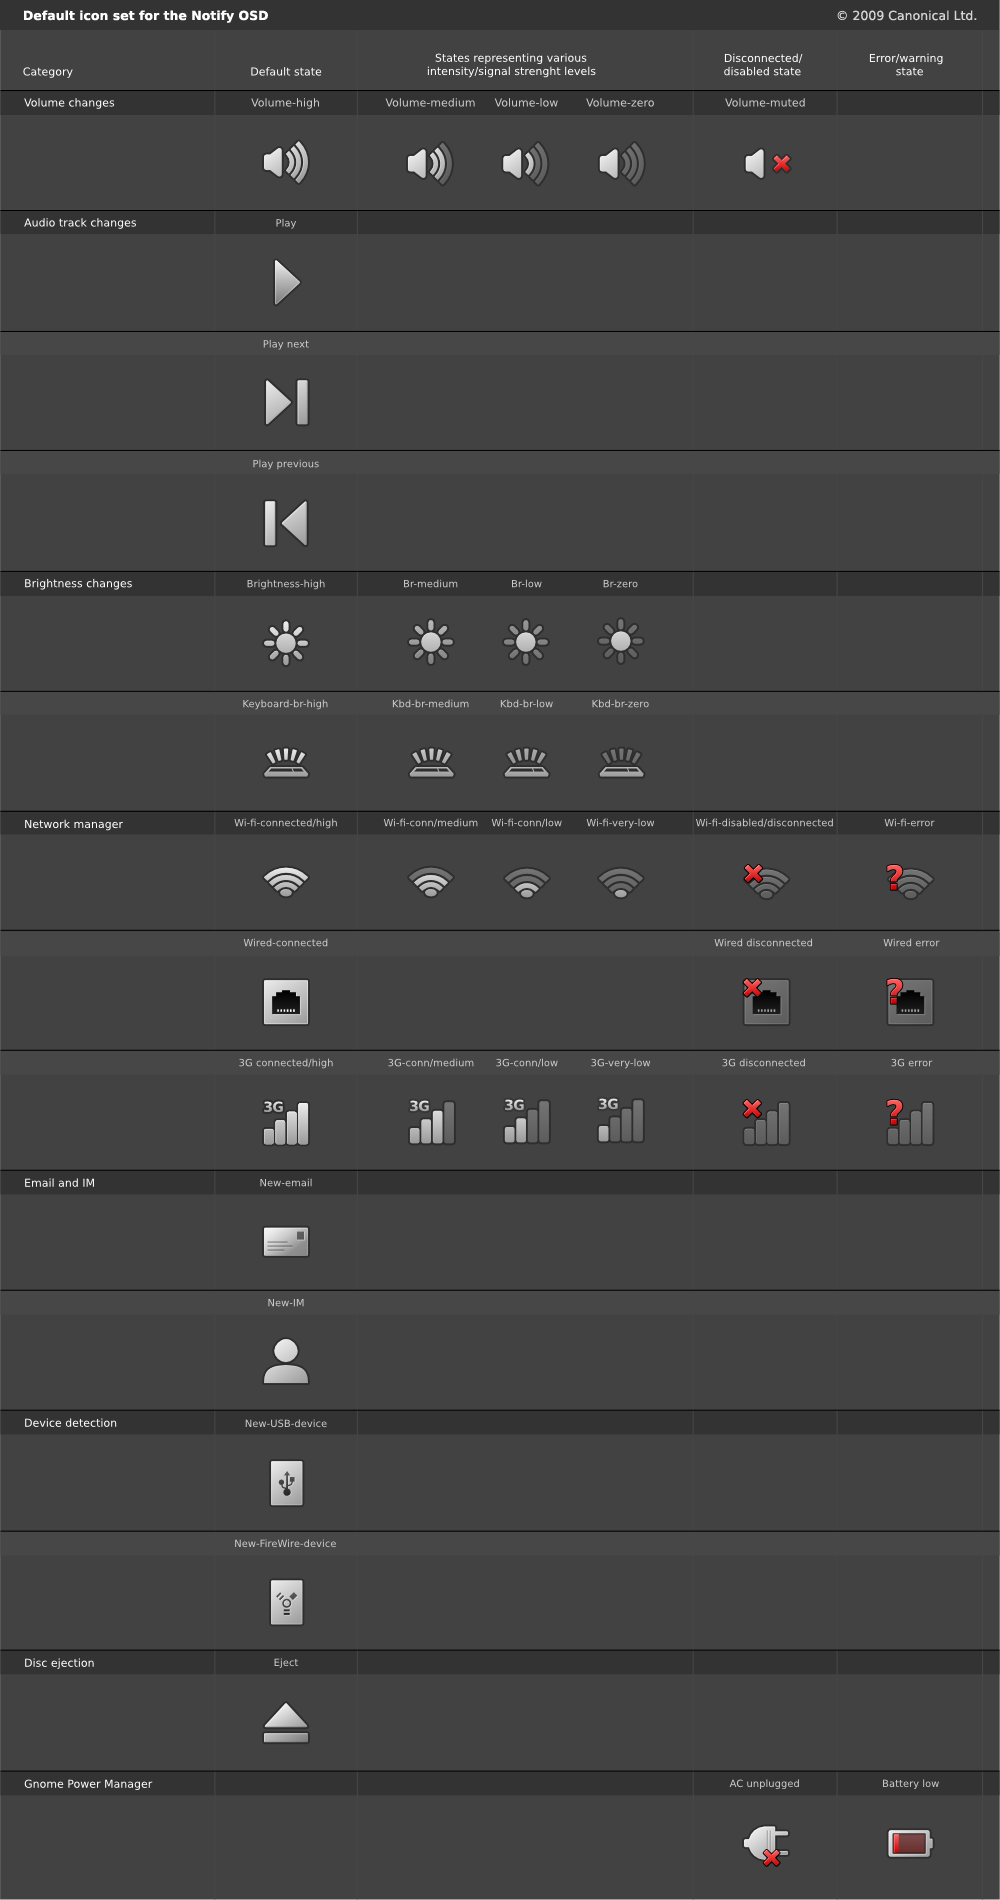 Default icon set for the Notify OSD
© 2009 Canonical Ltd.
Category
Default state
States representing various
intensity/signal strenght levels
Disconnected/
disabled state
Error/warning
state
Volume changes
Volume-high
Volume-medium
Volume-low
Volume-zero
Volume-muted
Audio track changes
Play
Play next
Play previous
Brightness changes
Brightness-high
Br-medium
Br-low
Br-zero
Keyboard-br-high
Kbd-br-medium
Kbd-br-low
Kbd-br-zero
Network manager
Wi-fi-connected/high
Wi-fi-conn/medium
Wi-fi-conn/low
Wi-fi-very-low
Wi-fi-disabled/disconnected
Wi-fi-error
?
Wired-connected
Wired disconnected
Wired error
?
3G connected/high
3G-conn/medium
3G-conn/low
3G-very-low
3G disconnected
3G error
3G
3G
3G
3G
?
Email and IM
New-email
New-IM
Device detection
New-USB-device
New-FireWire-device
Disc ejection
Eject
Gnome Power Manager
AC unplugged
Battery low